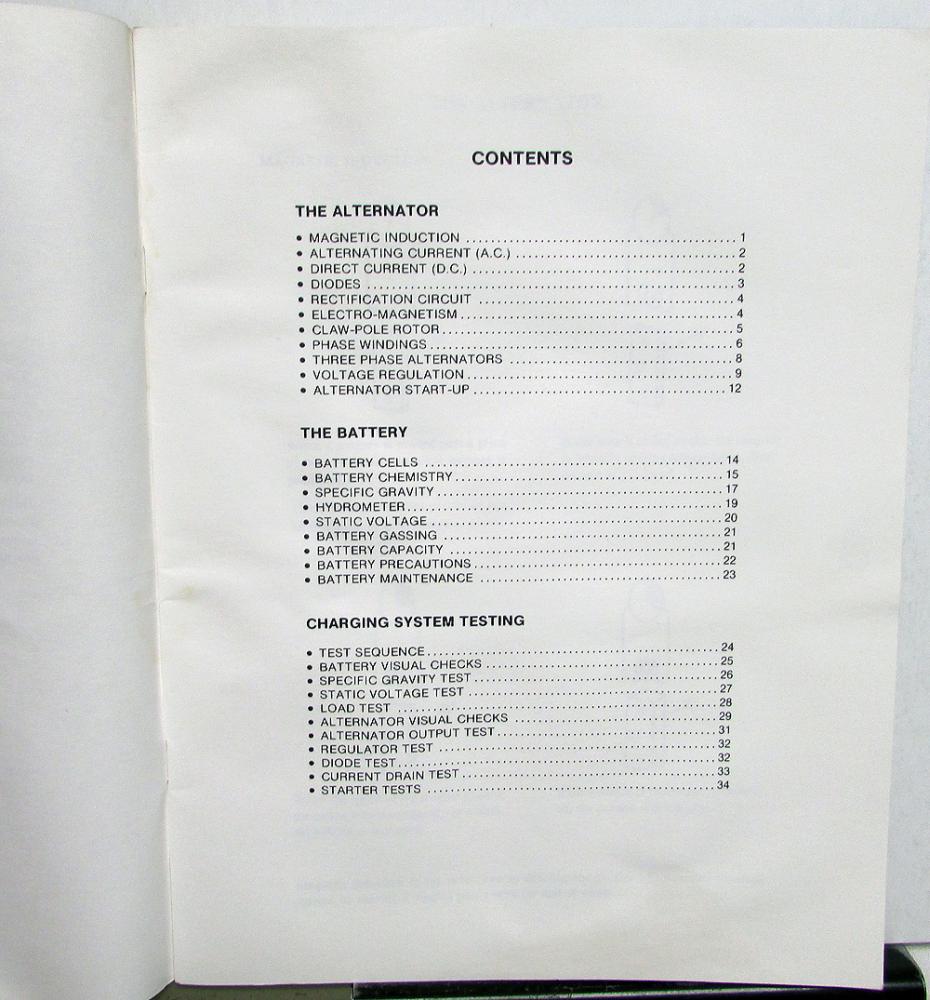 CONTENTS
THE ALTERNATOR
• MAGNETIC INDUCTION ............................................. 1
• ALTERNATING CURRENT (A.C.) ..................................... 2
• DIRECT CURRENT (D.C.) ............................................ 2
• DIODES .............................................................. 3
• RECTIFICATION CIRCUIT ........................................... 4
• ELECTRO-MAGNETISM .............................................. 4
• CLAW-POLE ROTOR ................................................. 5
• PHASE WINDINGS ................................................... 6
• THREE PHASE ALTERNATORS ...................................... 8
• VOLTAGE REGULATION ............................................. 9
• ALTERNATOR START-UP ............................................ 12
THE BATTERY
• BATTERY CELLS .................................................. 14
• BATTERY CHEMISTRY ............................................. 15
• SPECIFIC GRAVITY ................................................ 17
• HYDROMETER ..................................................... 19
• STATIC VOLTAGE ................................................. 20
• BATTERY GASSING ............................................... 21
• BATTERY CAPACITY .............................................. 21
• BATTERY PRECAUTIONS .......................................... 22
• BATTERY MAINTENANCE ......................................... 23
CHARGING SYSTEM TESTING
• TEST SEQUENCE ................................................. 24
• BATTERY VISUAL CHECKS ....................................... 25
• SPECIFIC GRAVITY TEST ......................................... 26
• STATIC VOLTAGE TEST .......................................... 27
• LOAD TEST ...................................................... 28
• ALTERNATOR VISUAL CHECKS ................................... 29
• ALTERNATOR OUTPUT TEST ..................................... 31
• REGULATOR TEST ................................................ 32
• DIODE TEST ...................................................... 32
• CURRENT DRAIN TEST ........................................... 33
• STARTER TESTS ................................................. 34